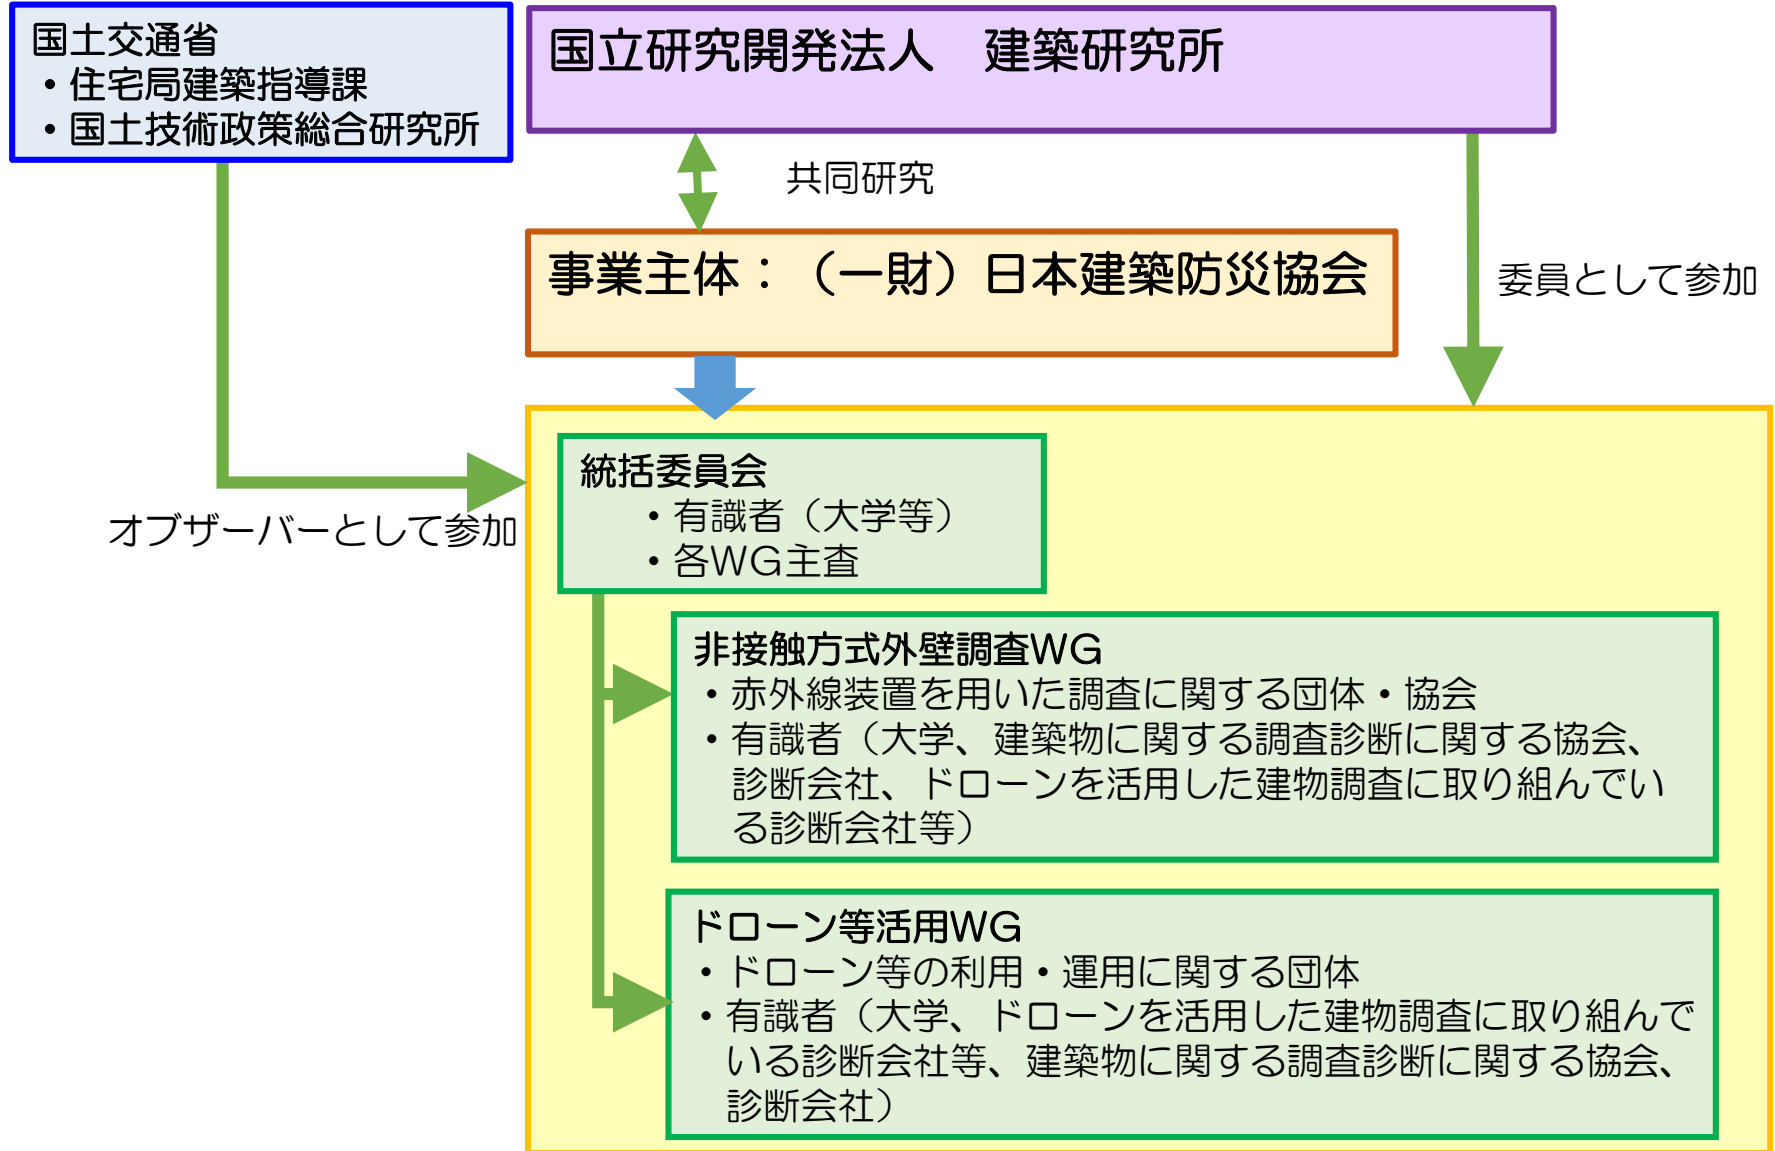 国土交通省
・住宅局建築指導課
・国土技術政策総合研究所
国立研究開発法人　建築研究所
共同研究
事業主体：（一財）日本建築防災協会
委員として参加
オブザーバーとして参加
統括委員会
・有識者（大学等）
・各WG主査
非接触方式外壁調査WG
・赤外線装置を用いた調査に関する団体・協会
・有識者（大学、建築物に関する調査診断に関する協会、
診断会社、ドローンを活用した建物調査に取り組んでい
る診断会社等）
ドローン等活用WG
・ドローン等の利用・運用に関する団体
・有識者（大学、ドローンを活用した建物調査に取り組んで
いる診断会社等、建築物に関する調査診断に関する協会、
診断会社）